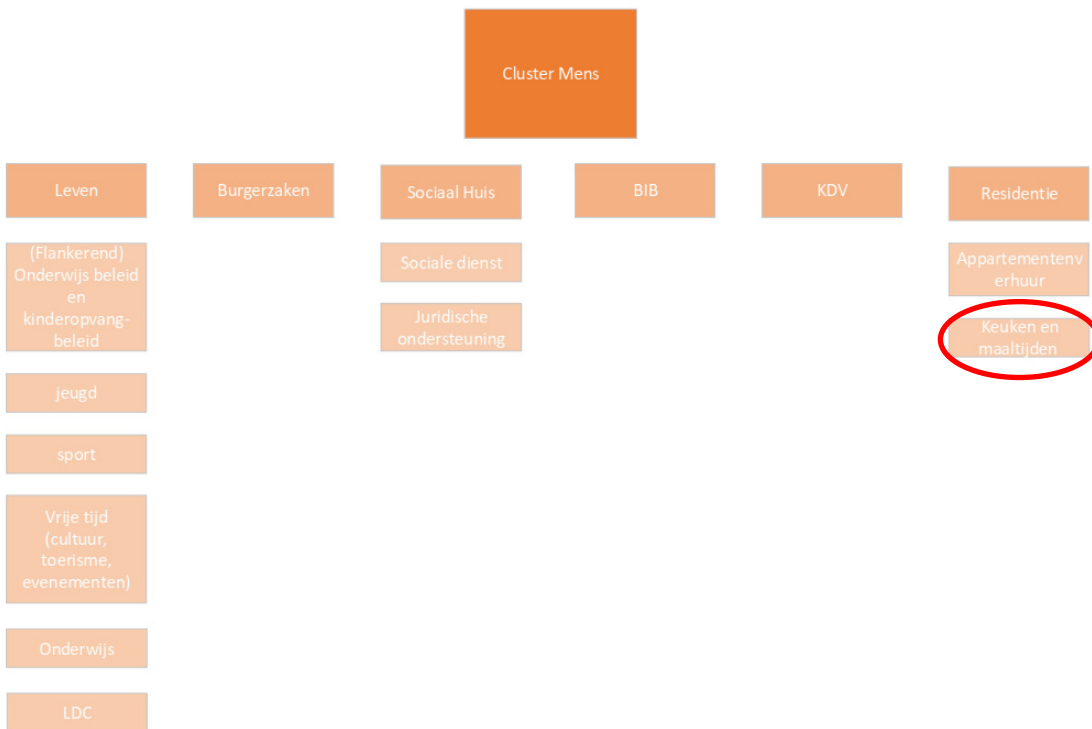 Cluster Mens
Leven
Burgerzaken
Sociaal Huis
BIB
KDV
Residentie
(Flankerend)
Onderwijs beleid
en
kinderopvang-
beleid
jeugd
sport
Vrije tijd
(cultuur,
toerisme,
evenementen)
Onderwijs
LDC
Sociale dienst
Juridische
ondersteuning
Appartementenv
erhuur
Keuken en
maaltijden